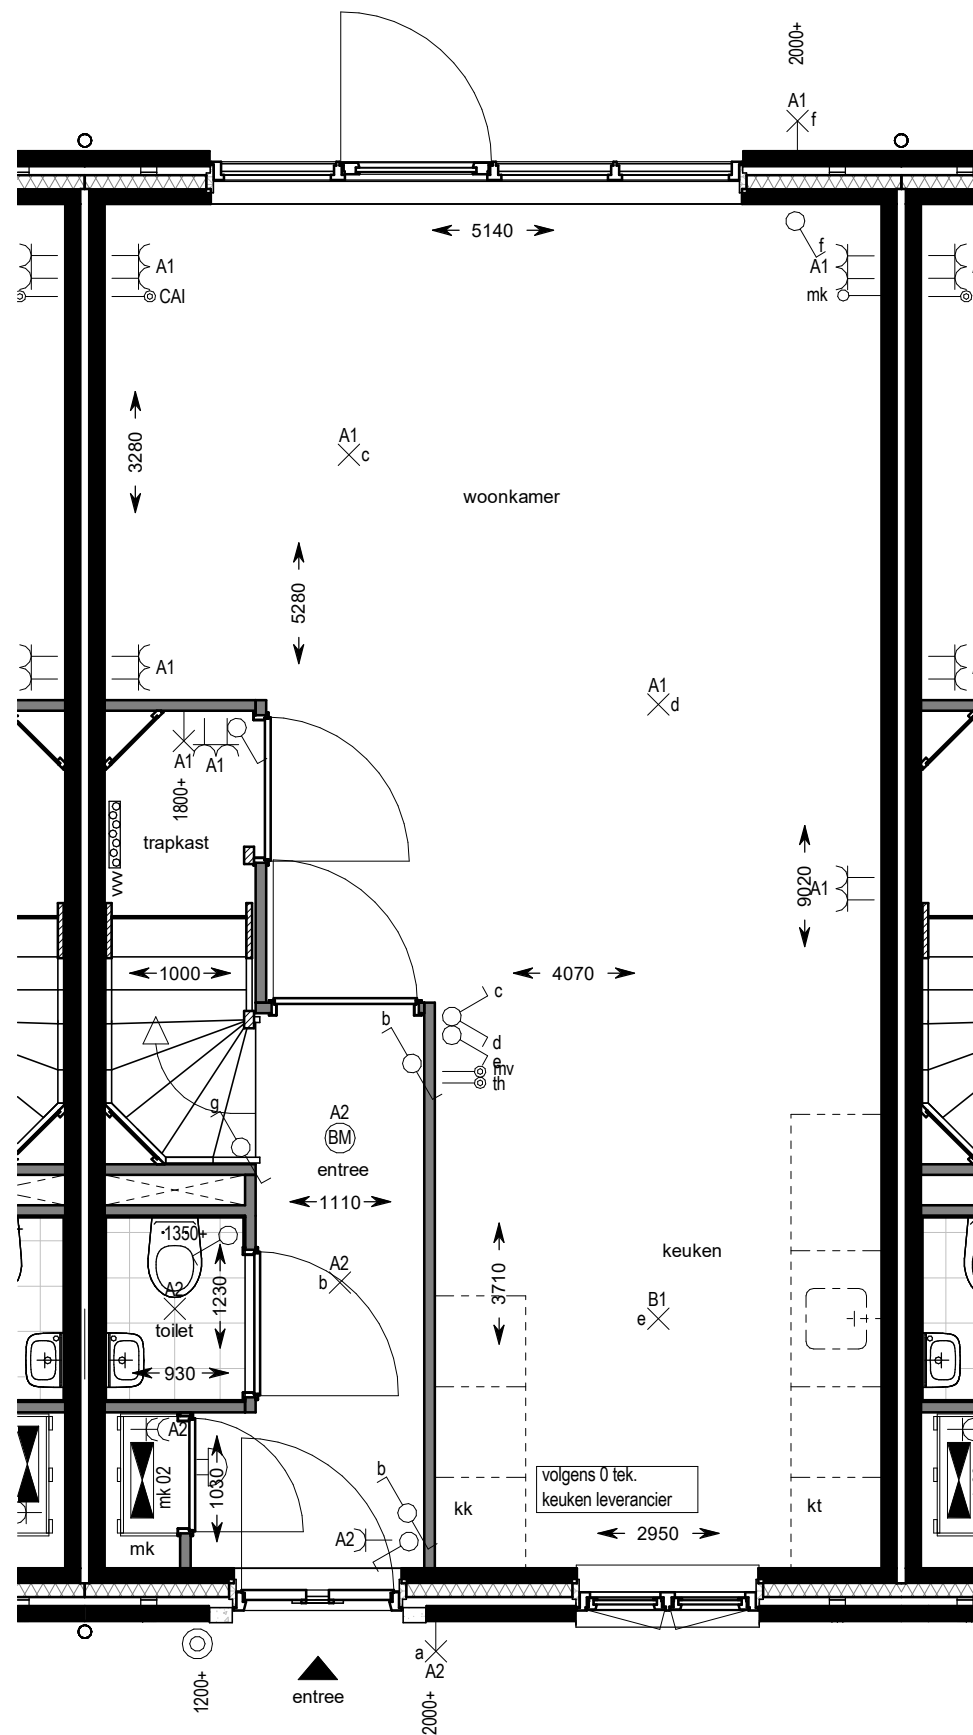 2000+
A1
f
5140
f
A1
CAI
A1
mk
3280
A1
c
woonkamer
5280
A1
A1
d
A1
A1
1800+
trapkast
VVV
9020
A1
1000
4070
c
b
d
e
mv
th
g
A2
BM
entree
1110
1350+
keuken
A2
b
1230
3710
A2
B1
e
toilet
930
A2
mk 02
1030
b
volgens 0 tek.
keuken leverancier
kk
kt
A2
2950
mk
a
A2
1200+
entree
2000+